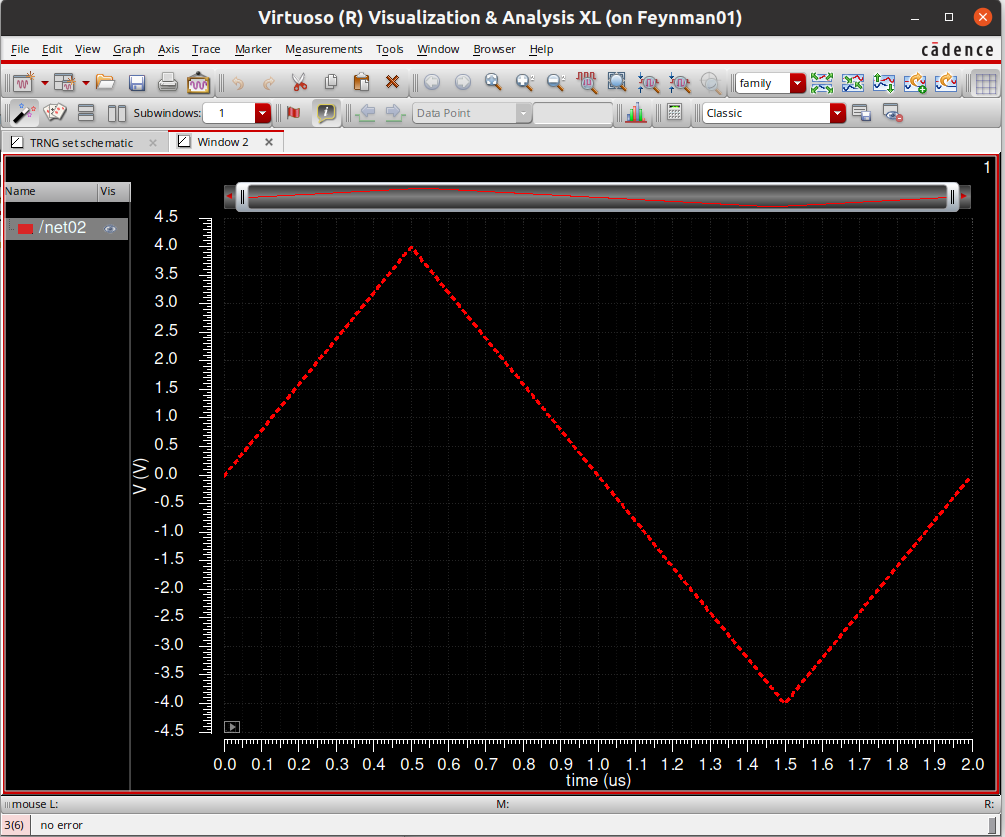 Virtuoso (R) Visualization & Analysis XL (on Feynman01)
File Edit View Graph Axis Trace Marker Measurements Tools Window Browser Help
cādence
family
Subwindows: 1
Data Point
Classic
TRNG set schematic
Window 2
1
Name Vis
/net02
4.5
4.0
3.5
3.0
2.5
2.0
1.5
1.0
0.5
0.0
-0.5
-1.0
-1.5
-2.0
-2.5
-3.0
-3.5
-4.0
-4.5
V (V)
0.0 0.1 0.2 0.3 0.4 0.5 0.6 0.7 0.8 0.9 1.0 1.1 1.2 1.3 1.4 1.5 1.6 1.7 1.8 1.9 2.0
time (us)
mouse L: M: R:
3(6) no error